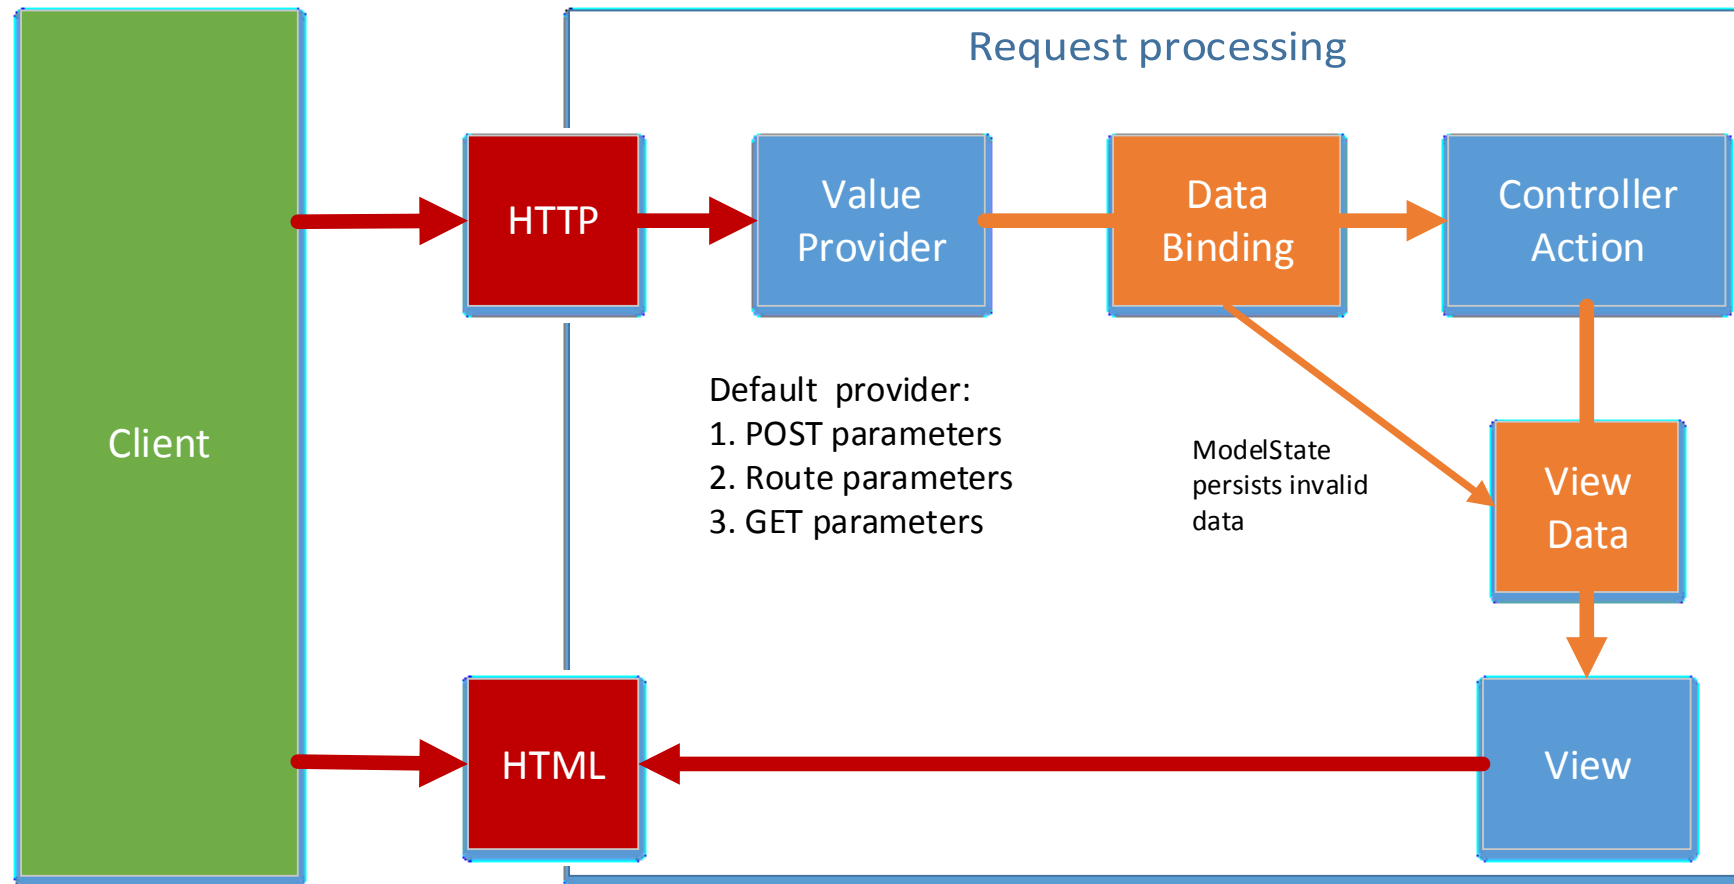 Request processing
Client
HTTP
Value
Provider
Data
Binding
Controller
Action
Default provider:
1. POST parameters
2. Route parameters
3. GET parameters
ModelState
persists invalid
data
View
Data
HTML
View